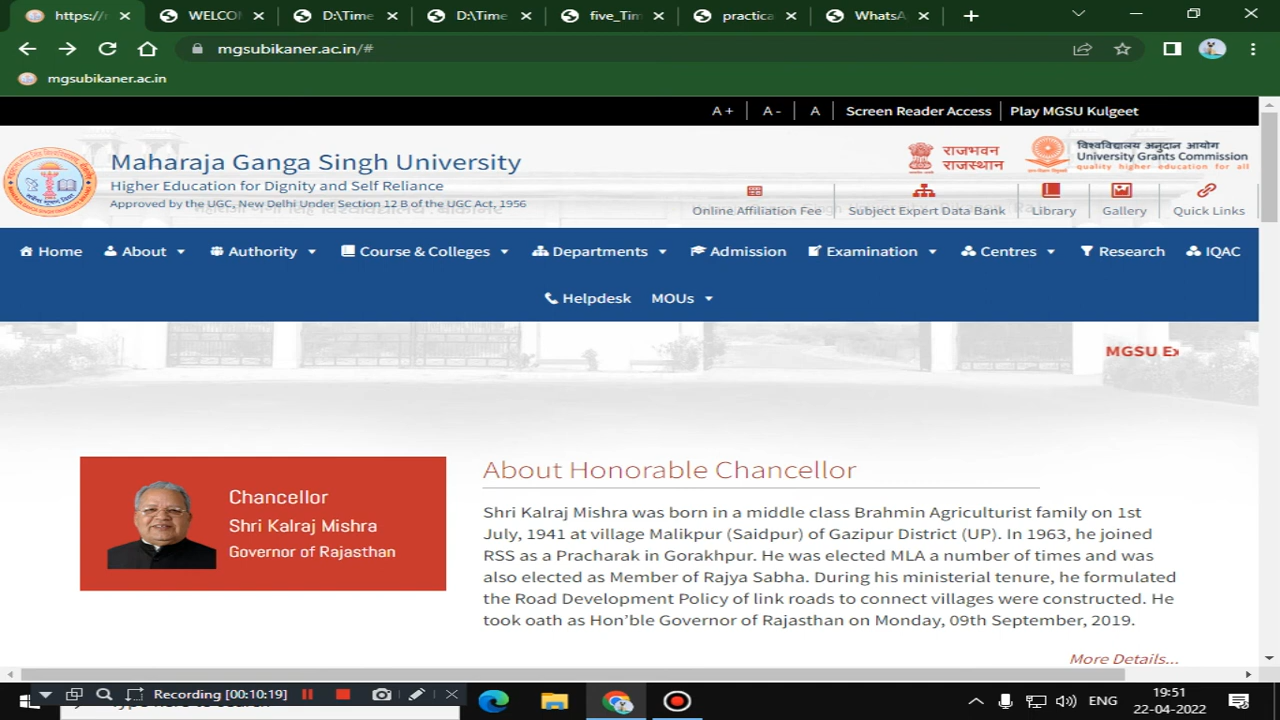 https://r
WELCO
D:\Time
D:\Time
five_Tim
practica
WhatsA
mgsubikaner.ac.in/#
mgsubikaner.ac.in
A + A - A Screen Reader Access Play MGSU Kulgeet
Maharaja Ganga Singh University
Higher Education for Dignity and Self Reliance
Approved by the UGC, New Delhi Under Section 12 B of the UGC Act, 1956
राजभवन
राजस्थान
विश्वविद्यालय अनुदान आयोग
University Grants Commission
quality higher education for all
Online Affiliation Fee Subject Expert Data Bank Library Gallery Quick Links
Home About Authority Course & Colleges Departments Admission Examination Centres Research IQAC
Helpdesk MOUs
MGSU Ex
Chancellor
Shri Kalraj Mishra
Governor of Rajasthan
About Honorable Chancellor
Shri Kalraj Mishra was born in a middle class Brahmin Agriculturist family on 1st
July, 1941 at village Malikpur (Saidpur) of Gazipur District (UP). In 1963, he joined
RSS as a Pracharak in Gorakhpur. He was elected MLA a number of times and was
also elected as Member of Rajya Sabha. During his ministerial tenure, he formulated
the Road Development Policy of link roads to connect villages were constructed. He
took oath as Hon'ble Governor of Rajasthan on Monday, 09th September, 2019.
More Details...
Recording [00:10:19]
ENG
19:51
22-04-2022